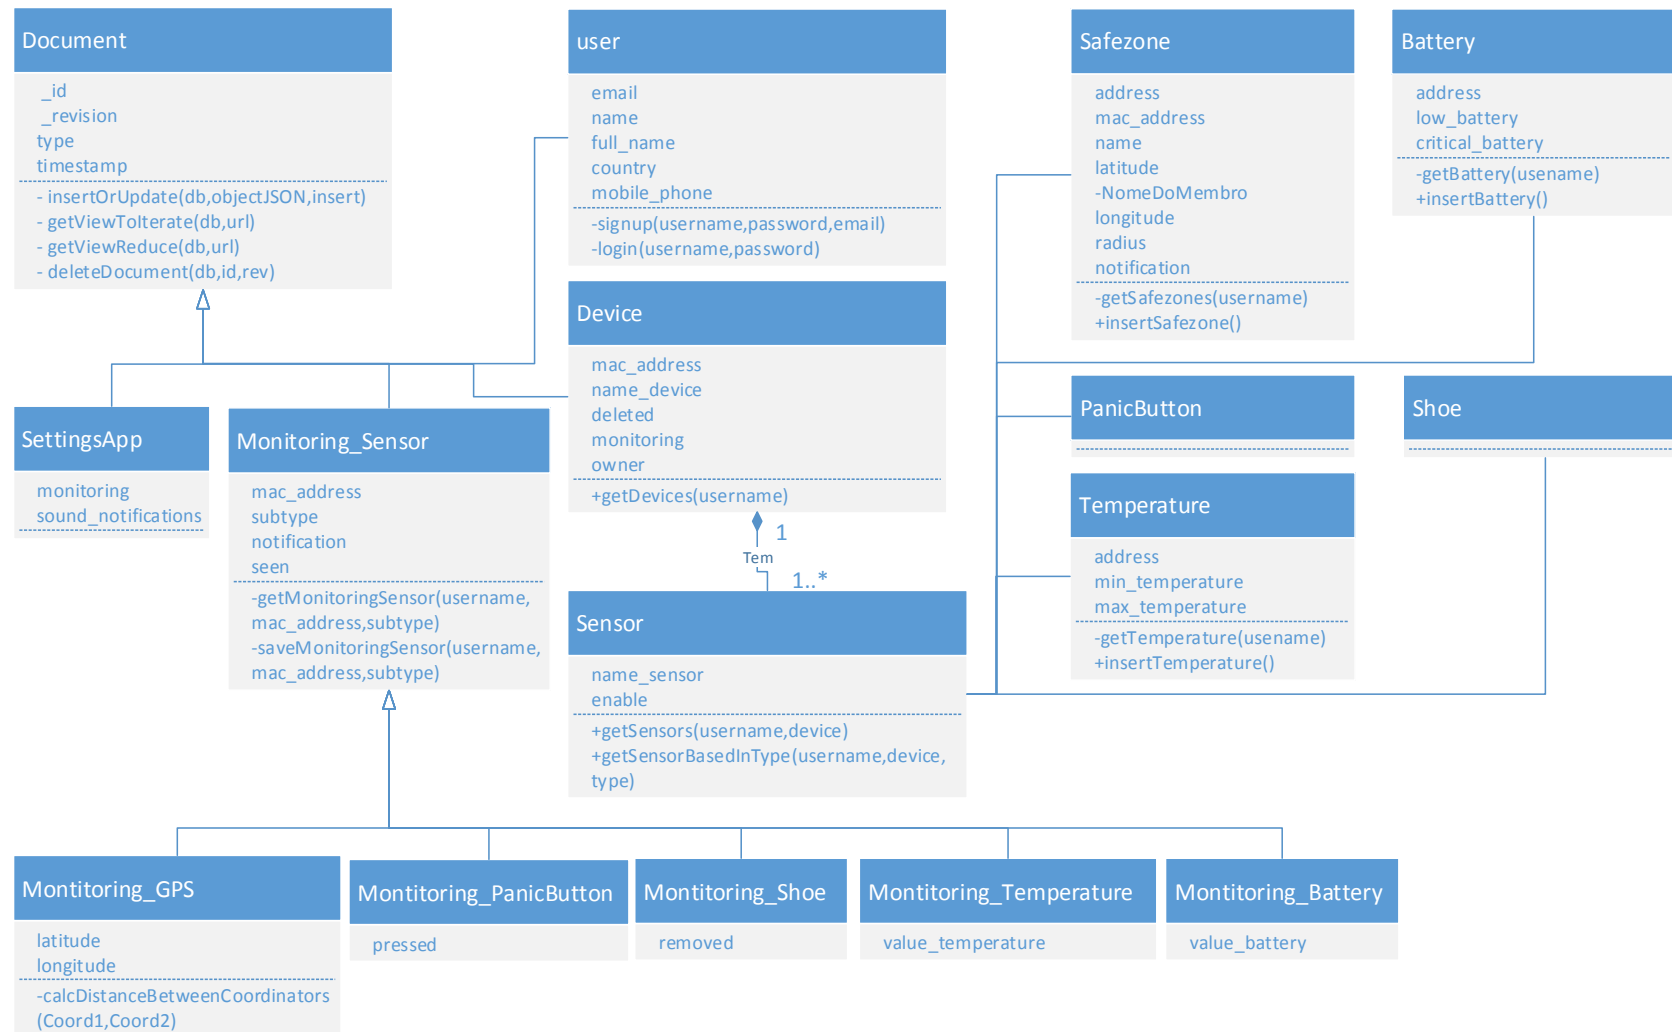 Document
_id
_revision
type
timestamp
- insertOrUpdate(db,objectJSON,insert)
- getViewToIterate(db,url)
- getViewReduce(db,url)
- deleteDocument(db,id,rev)
user
email
name
full_name
country
mobile_phone
-signup(username,password,email)
-login(username,password)
Safezone
address
mac_address
name
latitude
-NomeDoMembro
longitude
radius
notification
-getSafezones(username)
+insertSafezone()
Battery
address
low_battery
critical_battery
-getBattery(usename)
+insertBattery()
Device
mac_address
name_device
deleted
monitoring
owner
+getDevices(username)
1
Tem
1..*
PanicButton
Shoe
SettingsApp
monitoring
sound_notifications
Monitoring_Sensor
mac_address
subtype
notification
seen
-getMonitoringSensor(username,
mac_address,subtype)
-saveMonitoringSensor(username,
mac_address,subtype)
Temperature
address
min_temperature
max_temperature
-getTemperature(usename)
+insertTemperature()
Sensor
name_sensor
enable
+getSensors(username,device)
+getSensorBasedInType(username,device,
type)
Montitoring_GPS
latitude
longitude
-calcDistanceBetweenCoordinators
(Coord1,Coord2)
Montitoring_PanicButton
pressed
Montitoring_Shoe
removed
Montitoring_Temperature
value_temperature
Montitoring_Battery
value_battery